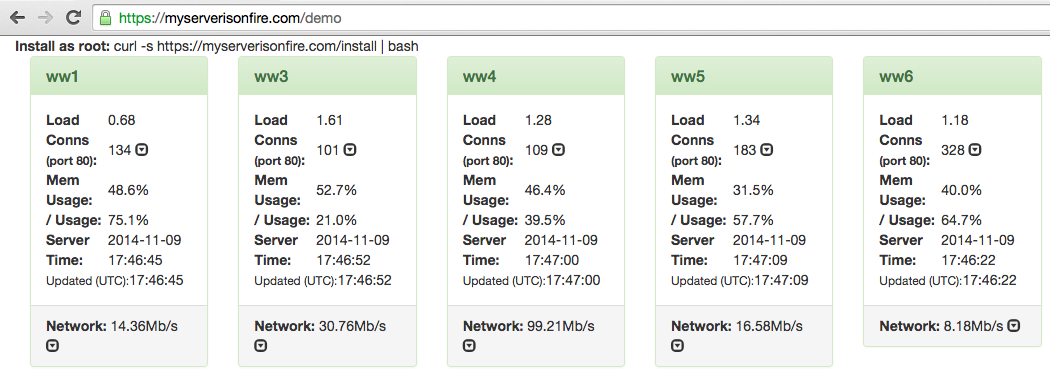 https://myserverisonfire.com/demo
Install as root: curl -s https://myserverisonfire.com/install | bash
ww1
Load 0.68
Conns (port 80): 134
Mem Usage: 48.6%
/ Usage: 75.1%
Server Time: 2014-11-09 17:46:45
Updated (UTC):17:46:45
Network: 14.36Mb/s
ww3
Load 1.61
Conns (port 80): 101
Mem Usage: 52.7%
/ Usage: 21.0%
Server Time: 2014-11-09 17:46:52
Updated (UTC):17:46:52
Network: 30.76Mb/s
ww4
Load 1.28
Conns (port 80): 109
Mem Usage: 46.4%
/ Usage: 39.5%
Server Time: 2014-11-09 17:47:00
Updated (UTC):17:47:00
Network: 99.21Mb/s
ww5
Load 1.34
Conns (port 80): 183
Mem Usage: 31.5%
/ Usage: 57.7%
Server Time: 2014-11-09 17:47:09
Updated (UTC):17:47:09
Network: 16.58Mb/s
ww6
Load 1.18
Conns (port 80): 328
Mem Usage: 40.0%
/ Usage: 64.7%
Server Time: 2014-11-09 17:46:22
Updated (UTC):17:46:22
Network: 8.18Mb/s